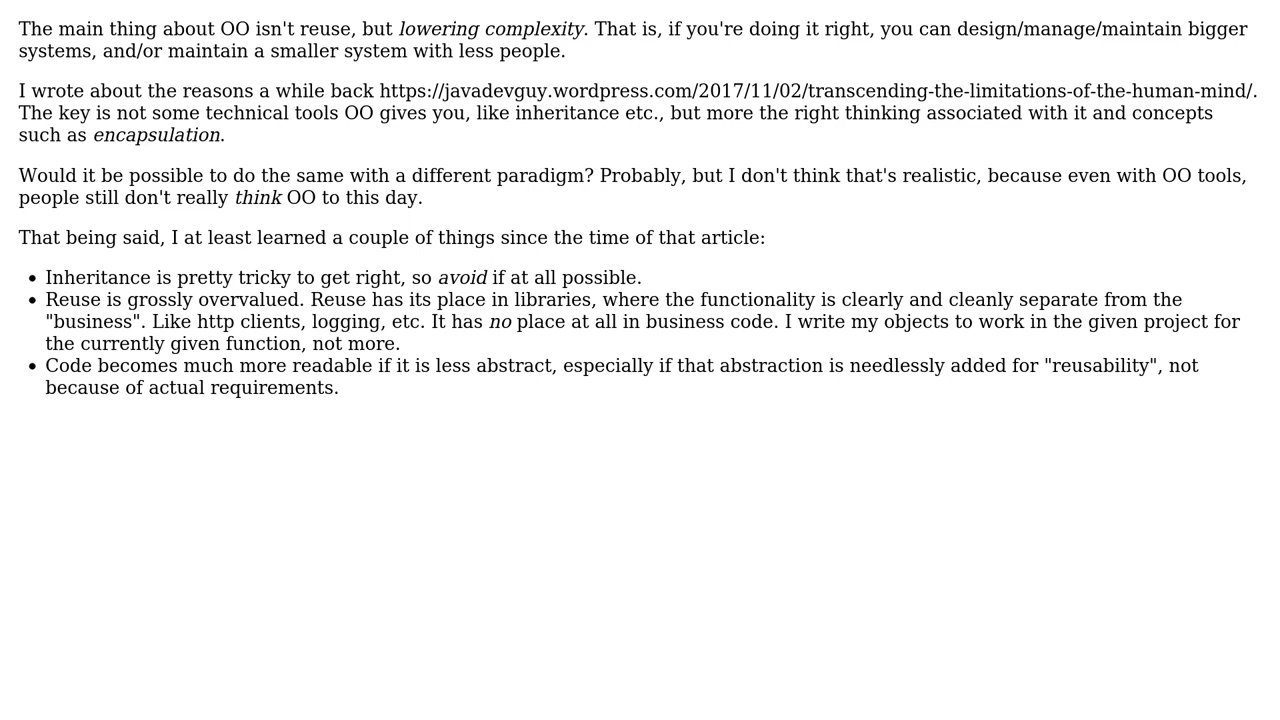 The main thing about OO isn't reuse, but lowering complexity. That is, if you're doing it right, you can design/manage/maintain bigger
systems, and/or maintain a smaller system with less people.
I wrote about the reasons a while back https://javadevguy.wordpress.com/2017/11/02/transcending-the-limitations-of-the-human-mind/.
The key is not some technical tools OO gives you, like inheritance etc., but more the right thinking associated with it and concepts
such as encapsulation.
Would it be possible to do the same with a different paradigm? Probably, but I don't think that's realistic, because even with OO tools,
people still don't really think OO to this day.
That being said, I at least learned a couple of things since the time of that article:
• Inheritance is pretty tricky to get right, so avoid if at all possible.
• Reuse is grossly overvalued. Reuse has its place in libraries, where the functionality is clearly and cleanly separate from the
"business". Like http clients, logging, etc. It has no place at all in business code. I write my objects to work in the given project for
the currently given function, not more.
• Code becomes much more readable if it is less abstract, especially if that abstraction is needlessly added for "reusability", not
because of actual requirements.